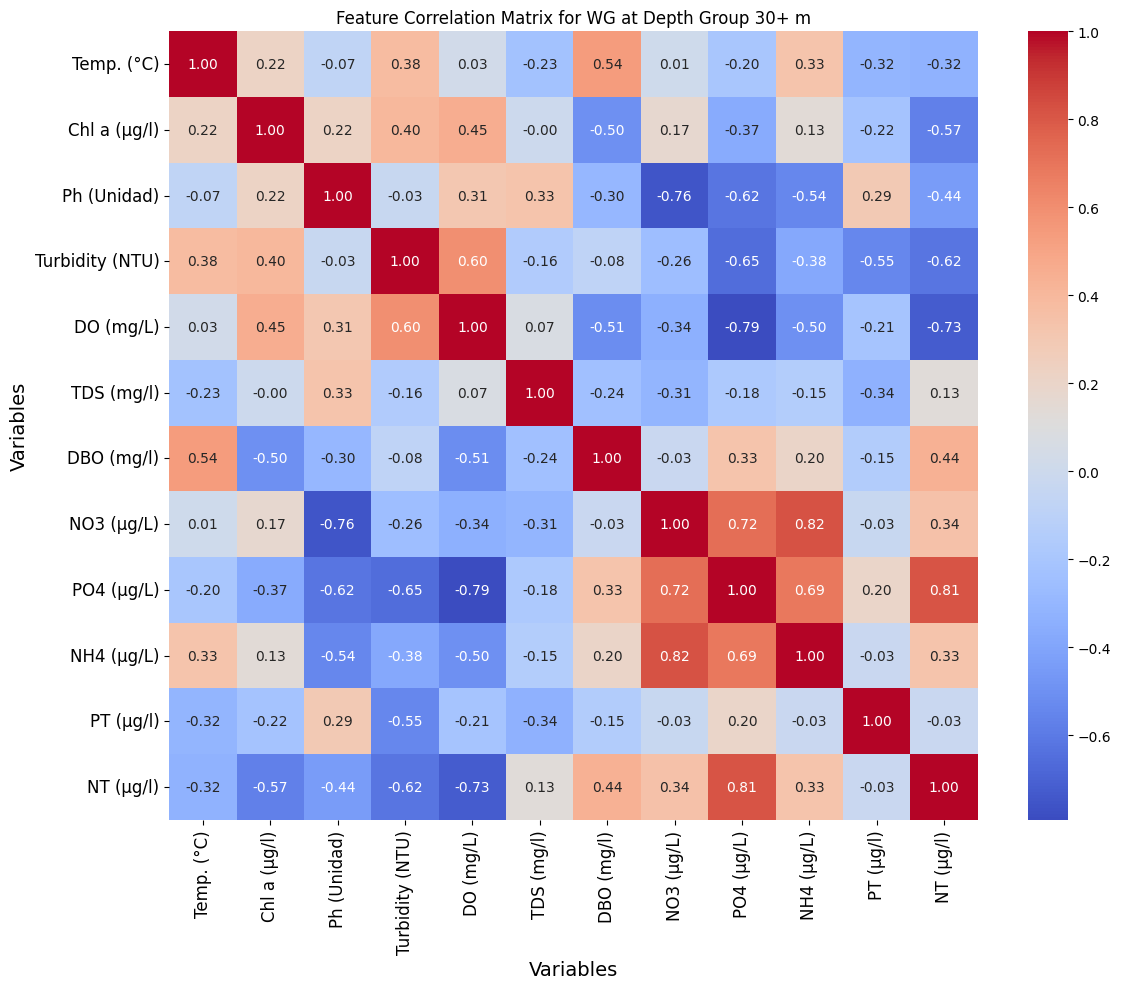 Feature Correlation Matrix for WG at Depth Group 30+ m
Temp. (°C) 1.00 0.22 -0.07 0.38 0.03 -0.23 0.54 0.01 -0.20 0.33 -0.32 -0.32
Chl a (µg/l) 0.22 1.00 0.22 0.40 0.45 -0.00 -0.50 0.17 -0.37 0.13 -0.22 -0.57
Ph (Unidad) -0.07 0.22 1.00 -0.03 0.31 0.33 -0.30 -0.76 -0.62 -0.54 0.29 -0.44
Turbidity (NTU) 0.38 0.40 -0.03 1.00 0.60 -0.16 -0.08 -0.26 -0.65 -0.38 -0.55 -0.62
DO (mg/L) 0.03 0.45 0.31 0.60 1.00 0.07 -0.51 -0.34 -0.79 -0.50 -0.21 -0.73
TDS (mg/l) -0.23 -0.00 0.33 -0.16 0.07 1.00 -0.24 -0.31 -0.18 -0.15 -0.34 0.13
DBO (mg/l) 0.54 -0.50 -0.30 -0.08 -0.51 -0.24 1.00 -0.03 0.33 0.20 -0.15 0.44
NO3 (µg/L) 0.01 0.17 -0.76 -0.26 -0.34 -0.31 -0.03 1.00 0.72 0.82 -0.03 0.34
PO4 (µg/L) -0.20 -0.37 -0.62 -0.65 -0.79 -0.18 0.33 0.72 1.00 0.69 0.20 0.81
NH4 (µg/L) 0.33 0.13 -0.54 -0.38 -0.50 -0.15 0.20 0.82 0.69 1.00 -0.03 0.33
PT (µg/l) -0.32 -0.22 0.29 -0.55 -0.21 -0.34 -0.15 -0.03 0.20 -0.03 1.00 -0.03
NT (µg/l) -0.32 -0.57 -0.44 -0.62 -0.73 0.13 0.44 0.34 0.81 0.33 -0.03 1.00
Variables
Temp. (°C)
Chl a (µg/l)
Ph (Unidad)
Turbidity (NTU)
DO (mg/L)
TDS (mg/l)
DBO (mg/l)
NO3 (µg/L)
PO4 (µg/L)
NH4 (µg/L)
PT (µg/l)
NT (µg/l)
Variables
1.0
0.8
0.6
0.4
0.2
0.0
−0.2
−0.4
−0.6